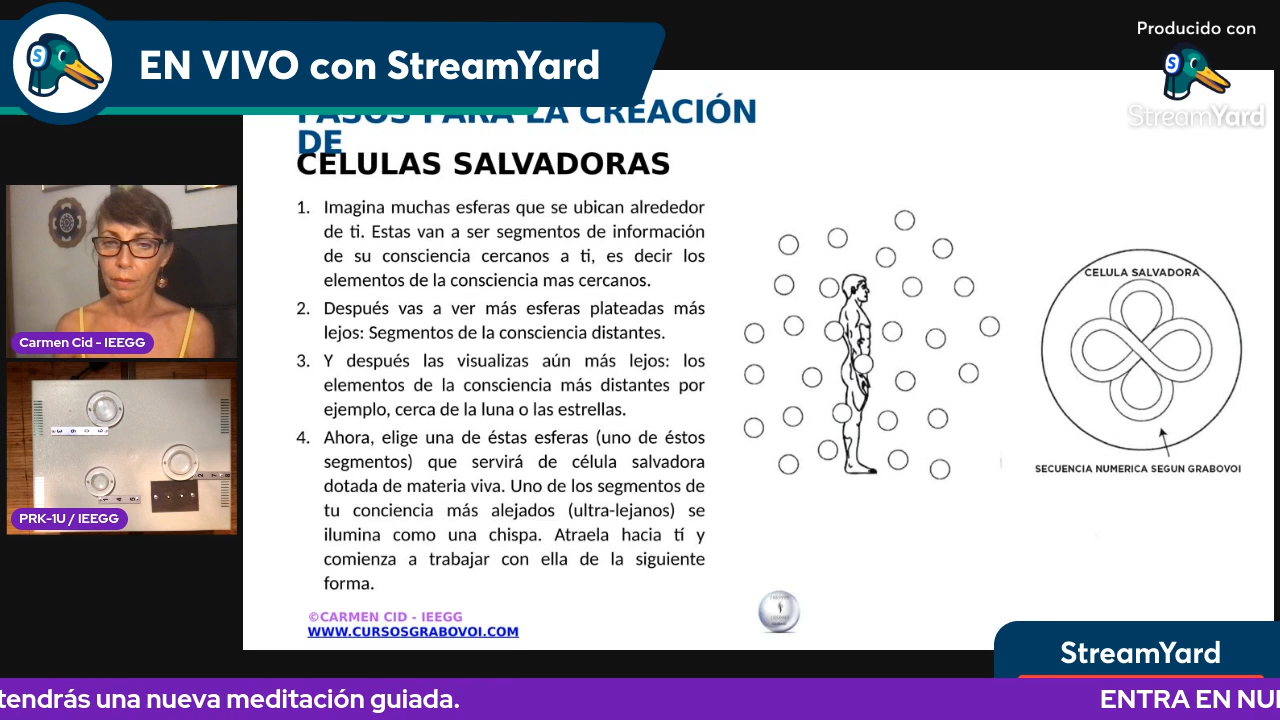 EN VIVO con StreamYard
Producido con
StreamYard
PASOS PARA LA CREACIÓN
DE
CELULAS SALVADORAS
1. Imagina muchas esferas que se ubican alrededor
de ti. Estas van a ser segmentos de información
de su consciencia cercanos a ti, es decir los
elementos de la consciencia mas cercanos.
2. Después vas a ver más esferas plateadas más
lejos: Segmentos de la consciencia distantes.
3. Y después las visualizas aún más lejos: los
elementos de la consciencia más distantes por
ejemplo, cerca de la luna o las estrellas.
4. Ahora, elige una de éstas esferas (uno de éstos
segmentos) que servirá de célula salvadora
dotada de materia viva. Uno de los segmentos de
tu conciencia más alejados (ultra-lejanos) se
ilumina como una chispa. Atraela hacia tí y
comienza a trabajar con ella de la siguiente
forma.
©CARMEN CID - IEEGG
WWW.CURSOSGRABOVOI.COM
CELULA SALVADORA
SECUENCIA NUMERICA SEGUN GRABOVOI
Carmen Cid - IEEGG
PRK-1U / IEEGG
StreamYard
tendrás una nueva meditación guiada.
ENTRA EN NU